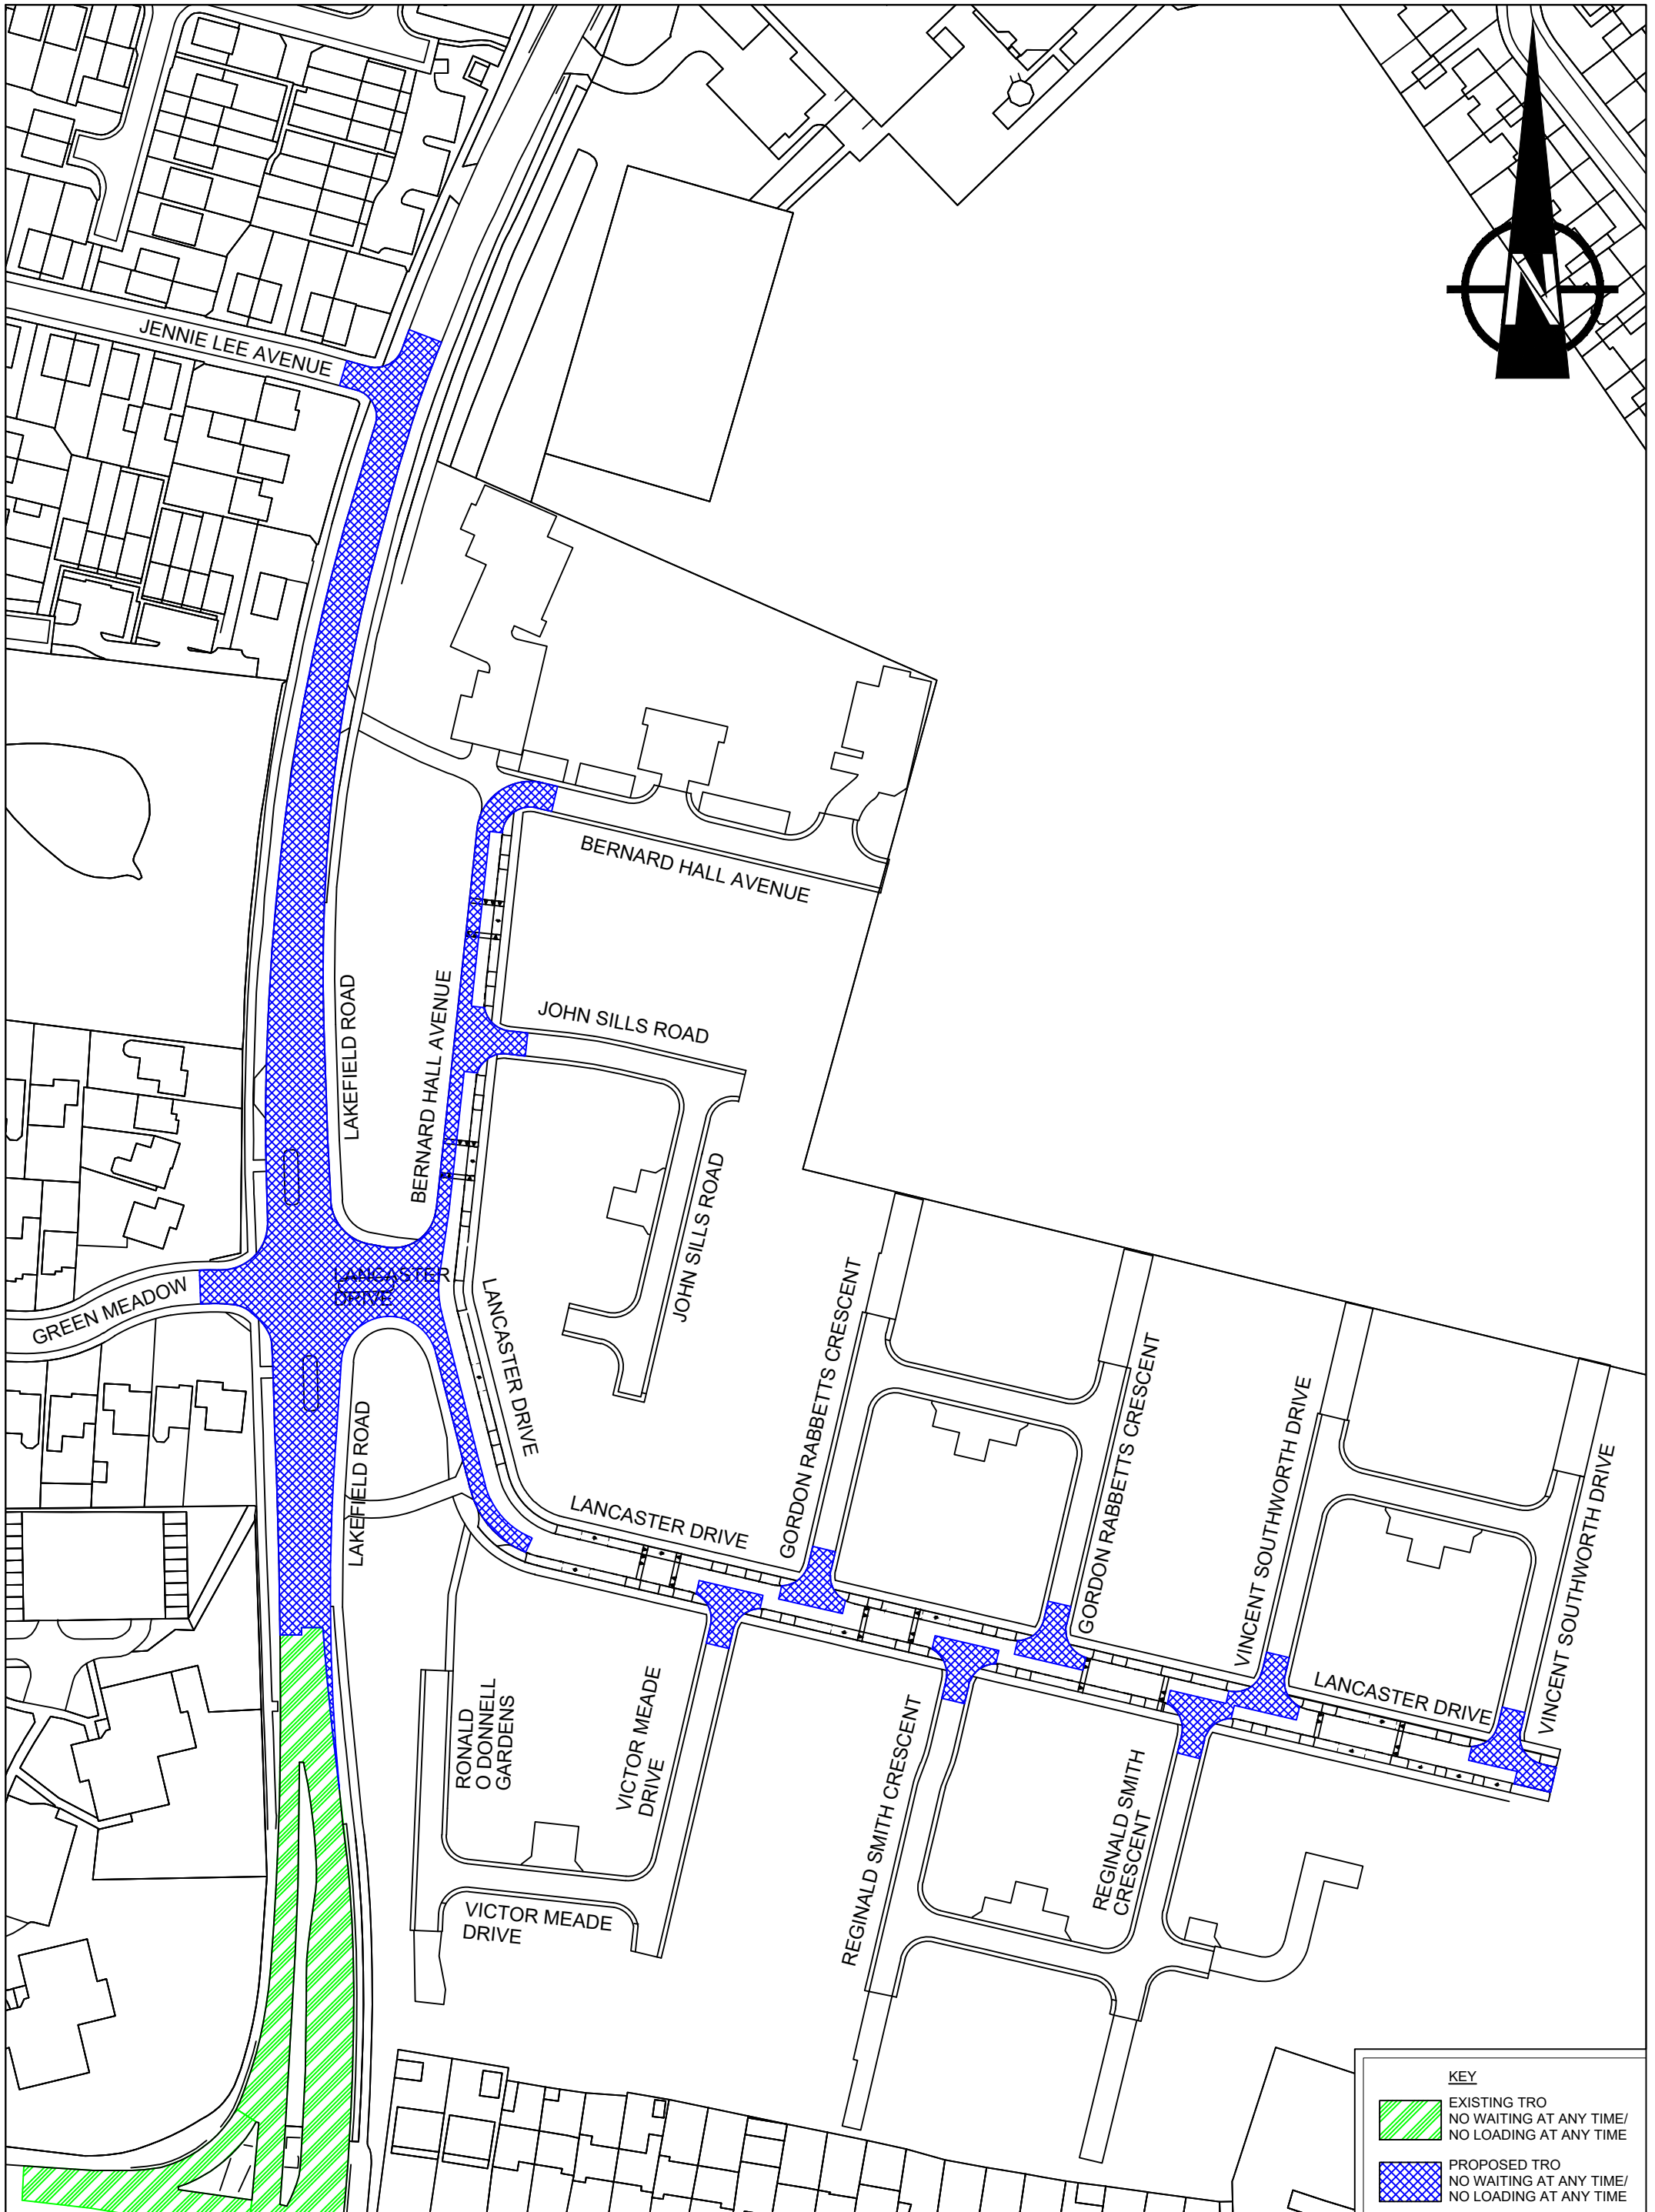 JENNIE LEE AVENUE
N
BERNARD HALL AVENUE
LAKEFIELD ROAD
BERNARD HALL AVENUE
JOHN SILLS ROAD
JOHN SILLS ROAD
GREEN MEADOW
LANCASTER
DRIVE
LANCASTER DRIVE
GORDON RABBETTS CRESCENT
GORDON RABBETTS CRESCENT
VINCENT SOUTHWORTH DRIVE
VINCENT SOUTHWORTH DRIVE
LAKEFIELD ROAD
LANCASTER DRIVE
LANCASTER DRIVE
RONALD
O DONNELL
GARDENS
VICTOR MEADE
DRIVE
REGINALD SMITH CRESCENT
REGINALD SMITH
CRESCENT
VICTOR MEADE
DRIVE
KEY
EXISTING TRO
NO WAITING AT ANY TIME/
NO LOADING AT ANY TIME
PROPOSED TRO
NO WAITING AT ANY TIME/
NO LOADING AT ANY TIME